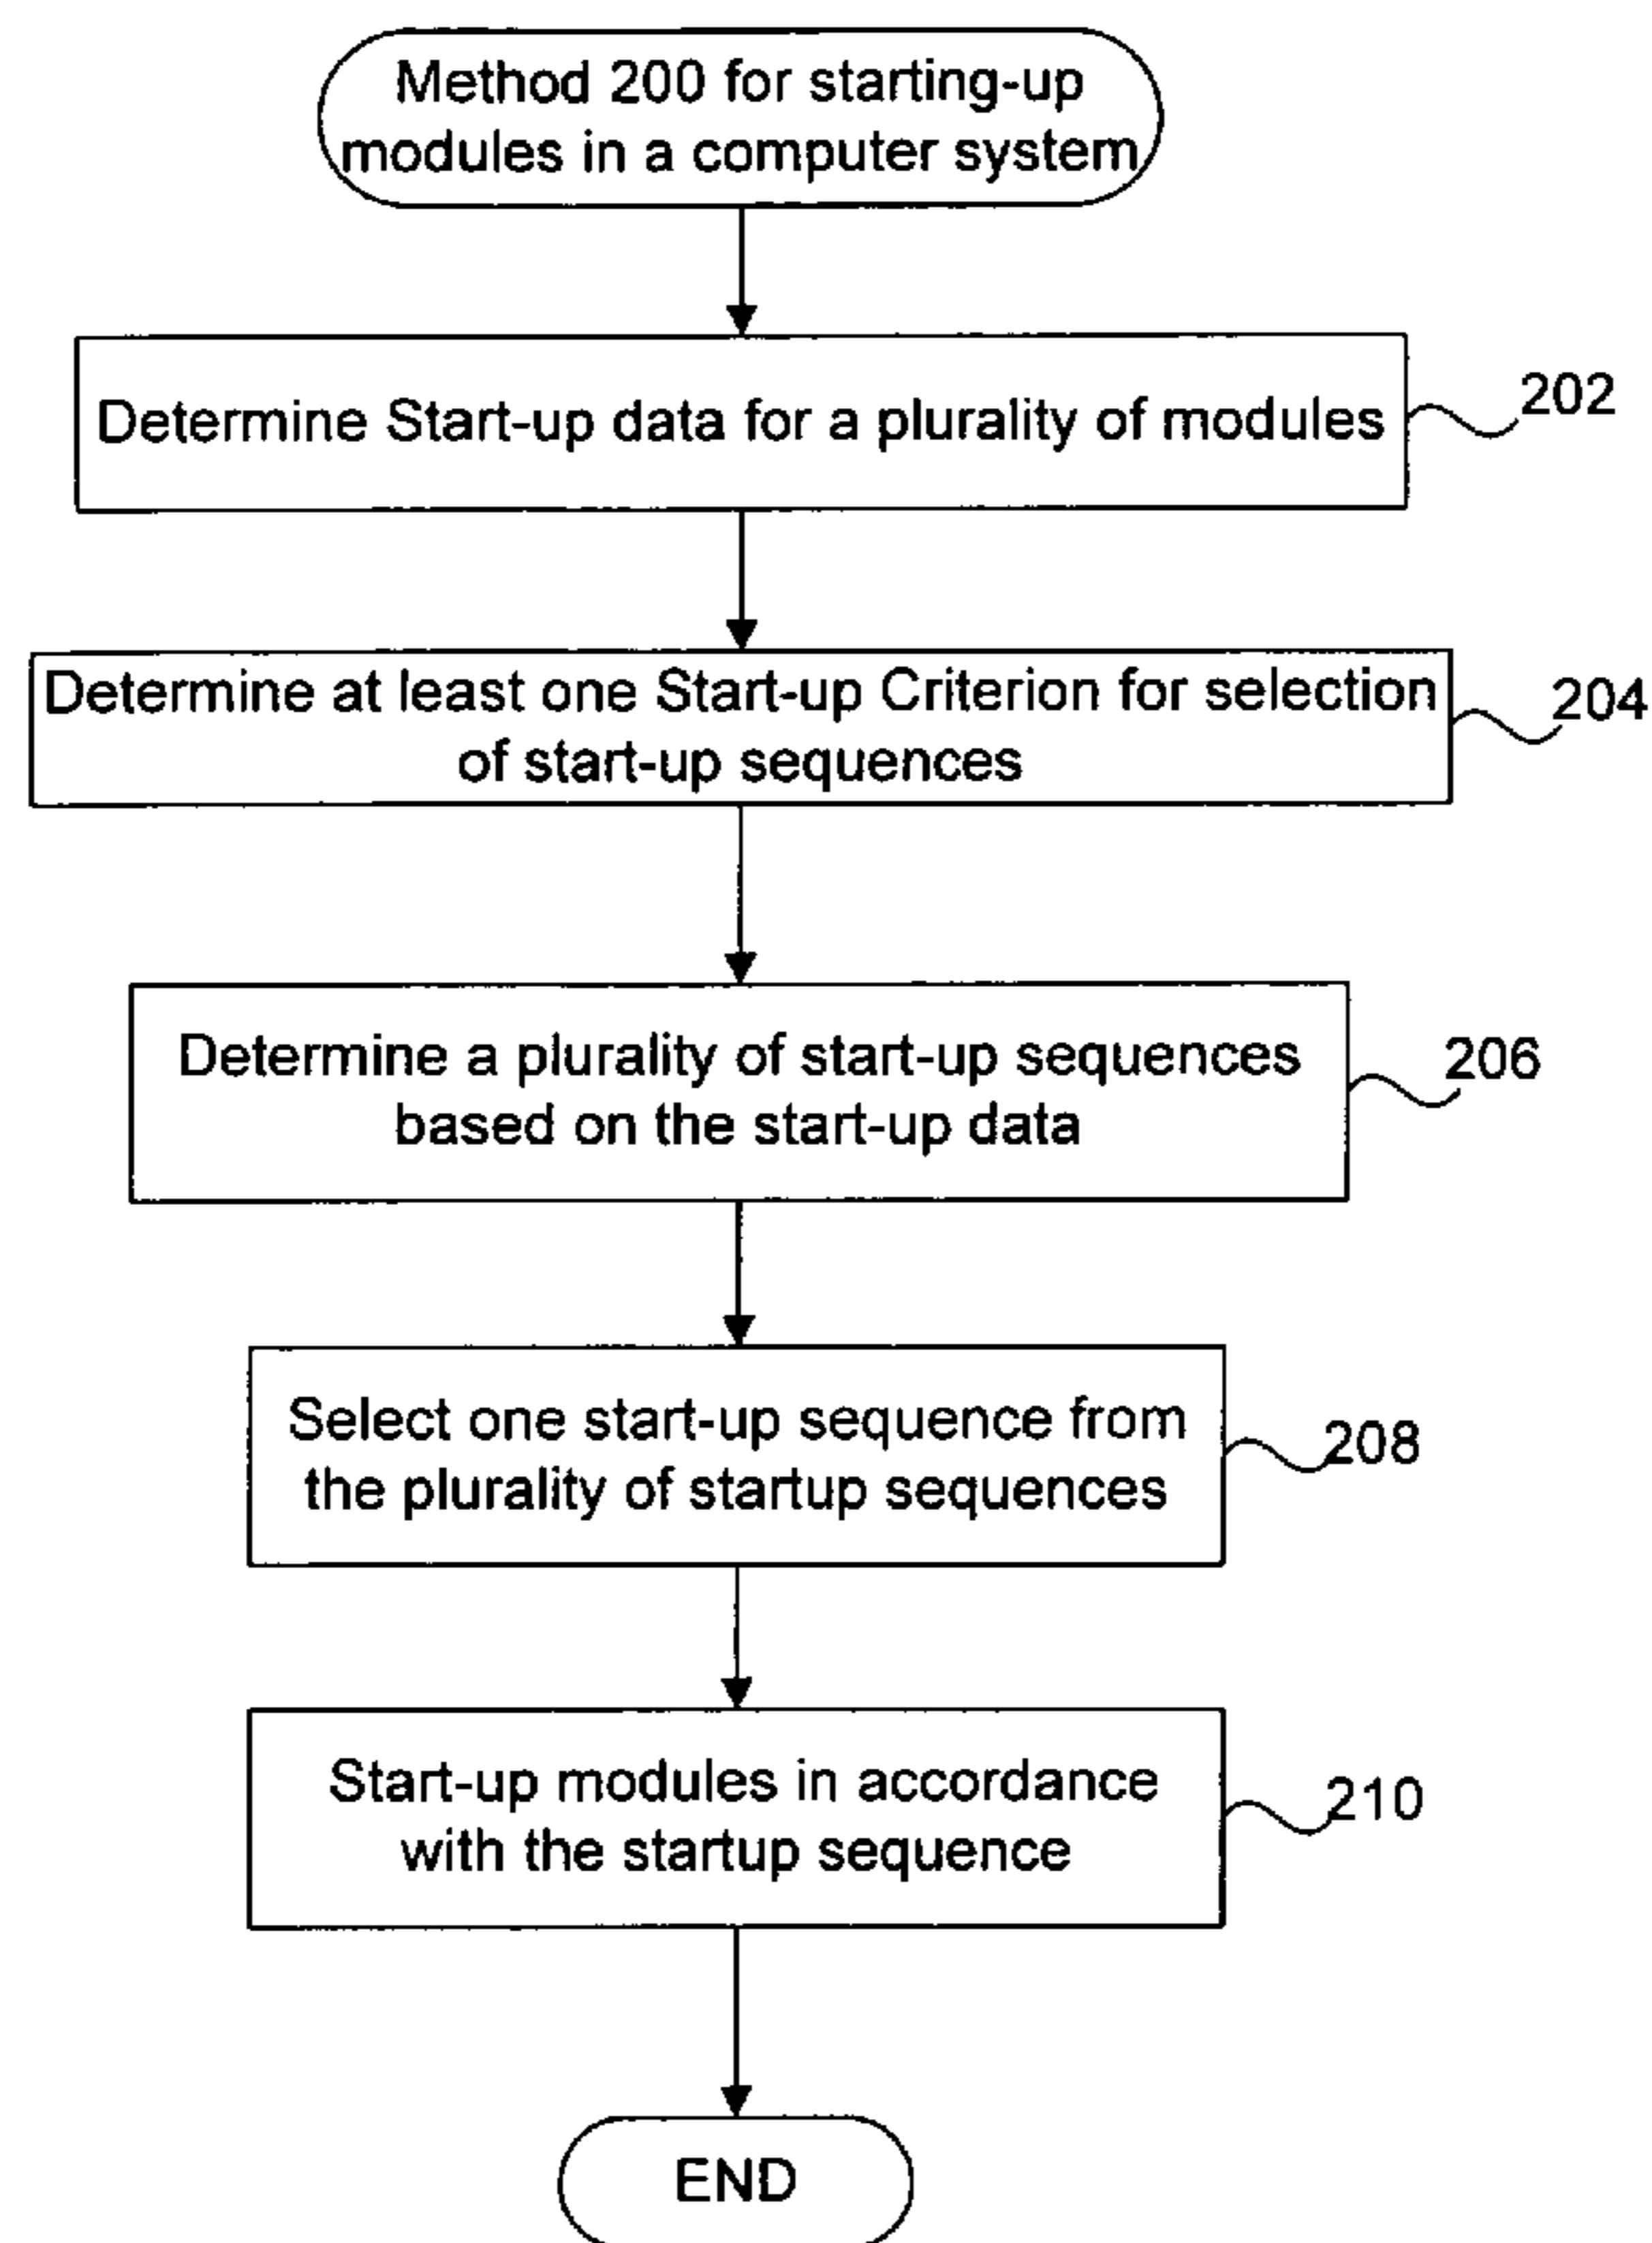 Method 200 for starting-up
modules in a computer system
Determine Start-up data for a plurality of modules
202
Determine at least one Start-up Criterion for selection
of start-up sequences
204
Determine a plurality of start-up sequences
based on the start-up data
206
Select one start-up sequence from
the plurality of startup sequences
208
Start-up modules in accordance
with the startup sequence
210
END